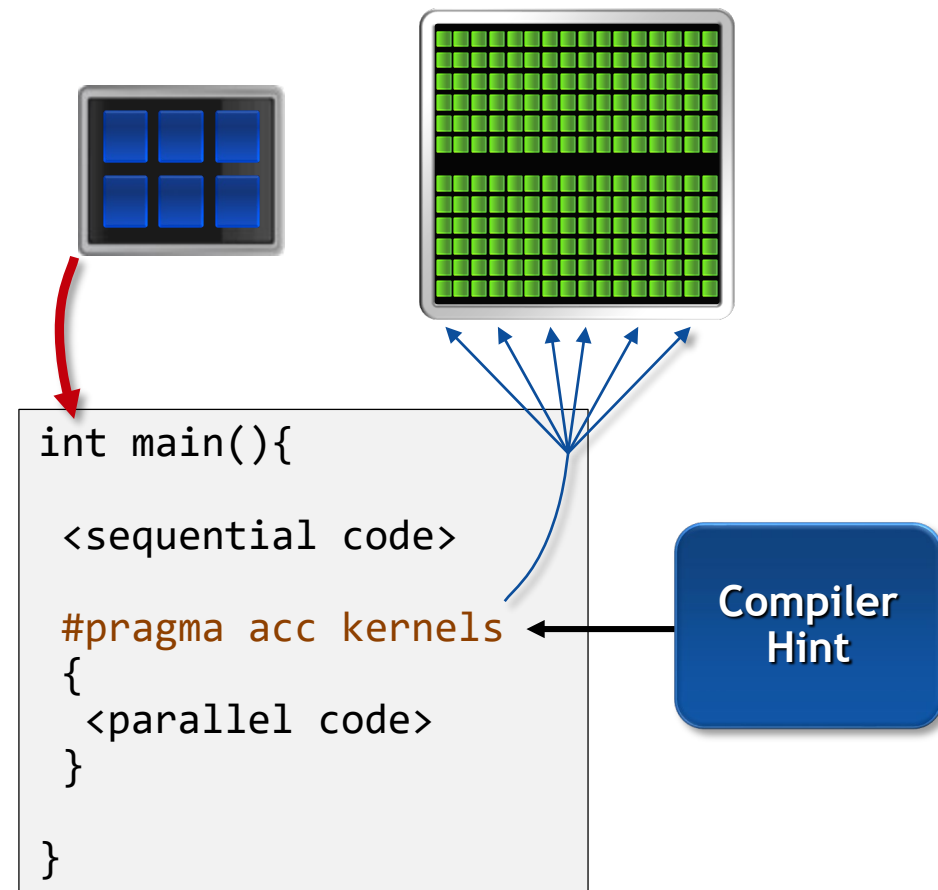 int main(){
<sequential code>
#pragma acc kernels
{
<parallel code>
}
}
Compiler
Hint